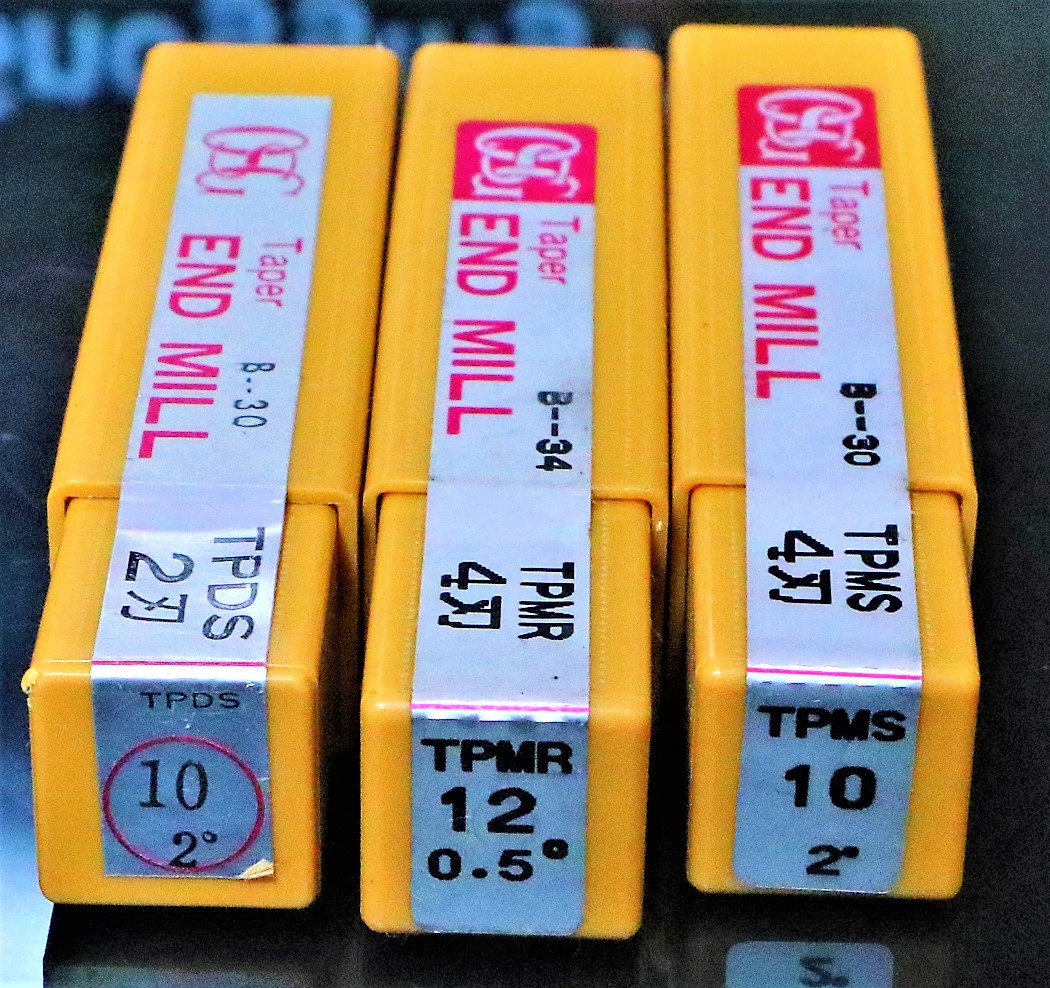 OSG
Taper
END MILL
B--30
TPDS
2刃
TPDS
10
2°
OSG
Taper
END MILL
B--34
TPMR
4刃
TPMR
12
0.5°
OSG
Taper
END MILL
B--30
TPMS
4刃
TPMS
10
2°